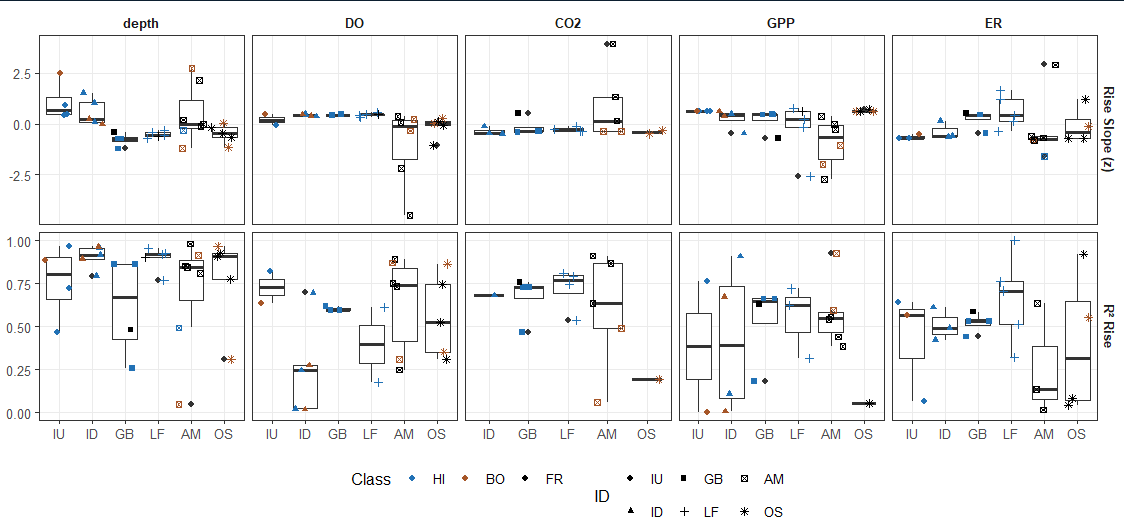 depth DO CO2 GPP ER
2.5
0.0
-2.5
Rise Slope (z)
1.00
0.75
0.50
0.25
0.00
R² Rise
IU ID GB LF AM OS IU ID GB LF AM OS ID GB LF AM OS IU ID GB LF AM OS IU ID GB LF AM OS
Class HI BO FR
ID
IU GB AM
ID LF OS